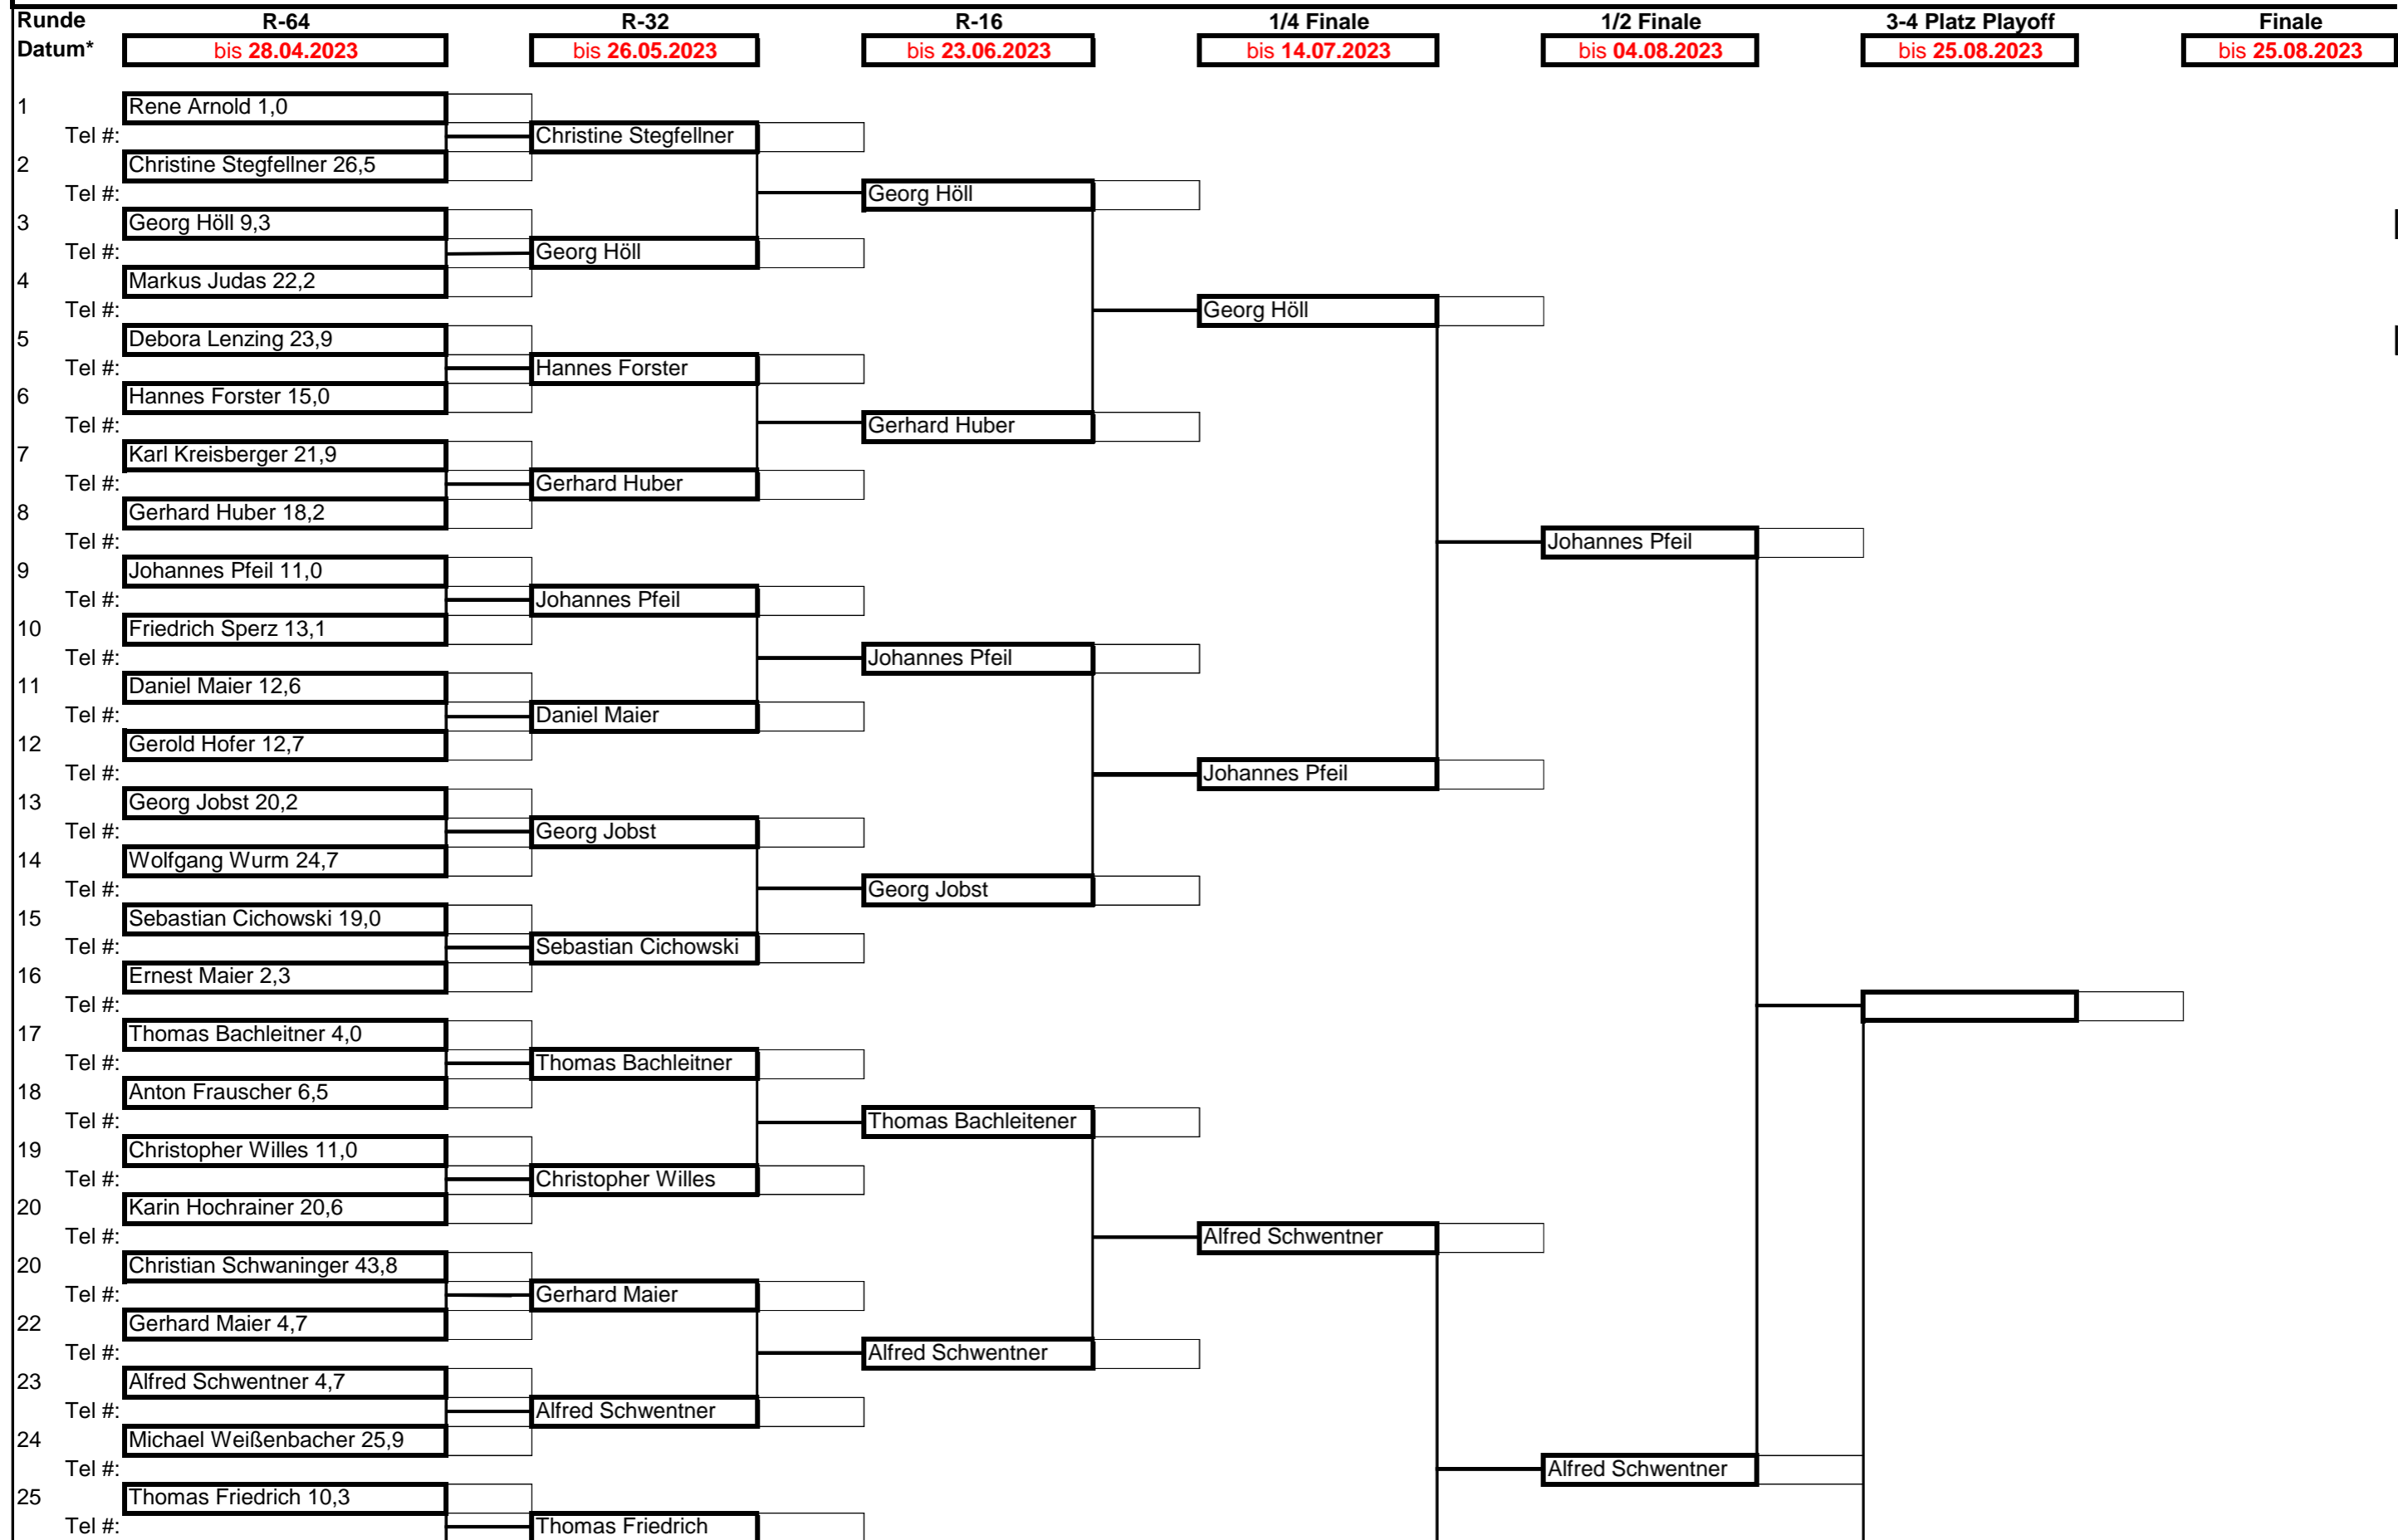 Runde R-64 R-32 R-16 1/4 Finale 1/2 Finale 3-4 Platz Playoff Finale
Datum* bis 28.04.2023 bis 26.05.2023 bis 23.06.2023 bis 14.07.2023 bis 04.08.2023 bis 25.08.2023 bis 25.08.2023
1 Rene Arnold 1,0
Tel #: Christine Stegfellner
2 Christine Stegfellner 26,5
Tel #: Georg Höll
3 Georg Höll 9,3
Tel #: Georg Höll
4 Markus Judas 22,2
Tel #: Georg Höll
5 Debora Lenzing 23,9
Tel #: Hannes Forster
6 Hannes Forster 15,0
Tel #: Gerhard Huber
7 Karl Kreisberger 21,9
Tel #: Gerhard Huber
8 Gerhard Huber 18,2
Tel #: Johannes Pfeil
9 Johannes Pfeil 11,0
Tel #: Johannes Pfeil
10 Friedrich Sperz 13,1
Tel #: Johannes Pfeil
11 Daniel Maier 12,6
Tel #: Daniel Maier
12 Gerold Hofer 12,7
Tel #: Johannes Pfeil
13 Georg Jobst 20,2
Tel #: Georg Jobst
14 Wolfgang Wurm 24,7
Tel #: Georg Jobst
15 Sebastian Cichowski 19,0
Tel #: Sebastian Cichowski
16 Ernest Maier 2,3
Tel #:
17 Thomas Bachleitner 4,0
Tel #: Thomas Bachleitner
18 Anton Frauscher 6,5
Tel #: Thomas Bachleitener
19 Christopher Willes 11,0
Tel #: Christopher Willes
20 Karin Hochrainer 20,6
Tel #: Alfred Schwentner
20 Christian Schwaninger 43,8
Tel #: Gerhard Maier
22 Gerhard Maier 4,7
Tel #: Alfred Schwentner
23 Alfred Schwentner 4,7
Tel #: Alfred Schwentner
24 Michael Weißenbacher 25,9
Tel #: Alfred Schwentner
25 Thomas Friedrich 10,3
Tel #: Thomas Friedrich